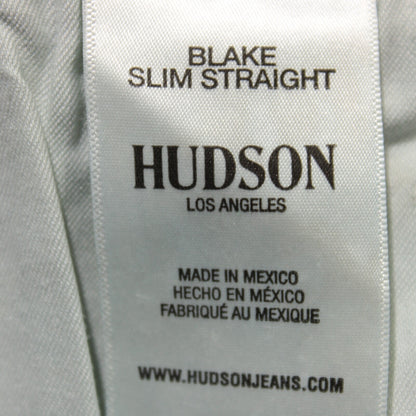 BLAKE
SLIM STRAIGHT
HUDSON
LOS ANGELES
MADE IN MEXICO
HECHO EN MÉXICO
FABRIQUÉ AU MEXIQUE
WWW.HUDSONJEANS.COM